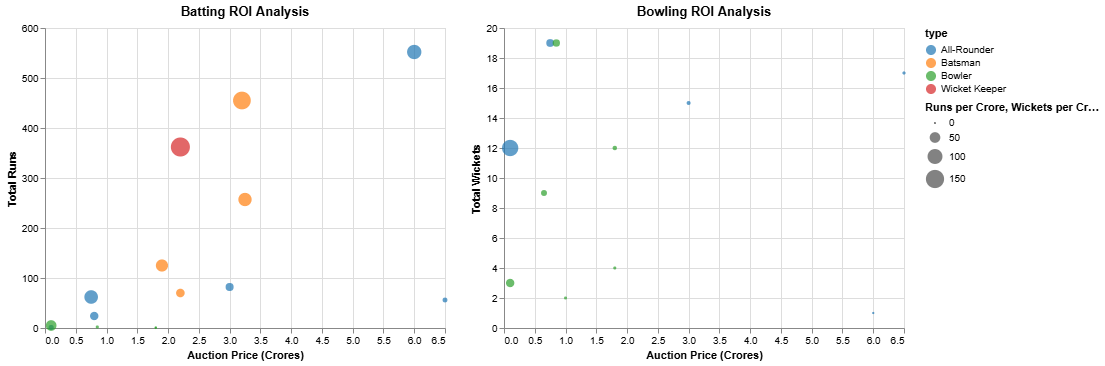 Batting ROI Analysis
600
500
400
300
200
100
0
Total Runs
0.0 0.5 1.0 1.5 2.0 2.5 3.0 3.5 4.0 4.5 5.0 5.5 6.0 6.5
Auction Price (Crores)
Bowling ROI Analysis
20
18
16
14
12
10
8
6
4
2
0
Total Wickets
0.0 0.5 1.0 1.5 2.0 2.5 3.0 3.5 4.0 4.5 5.0 5.5 6.0 6.5
Auction Price (Crores)
type
All-Rounder
Batsman
Bowler
Wicket Keeper
Runs per Crore, Wickets per Cr…
0
50
100
150